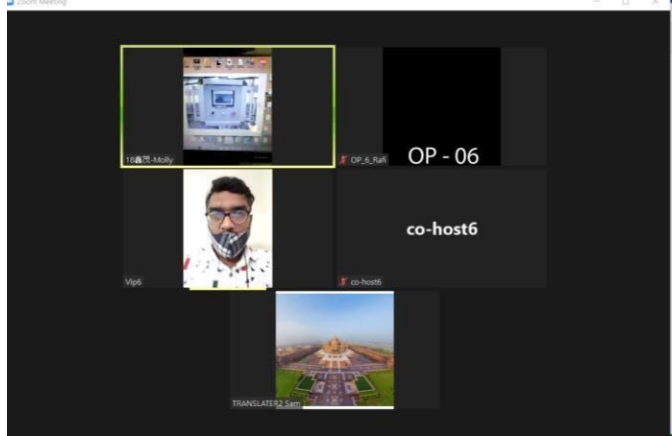 Zoom Meeting
18鑫茂-Molly
OP_6_Rafi
OP - 06
Vip6
co-host6
co-host6
TRANSLATER2 Sam